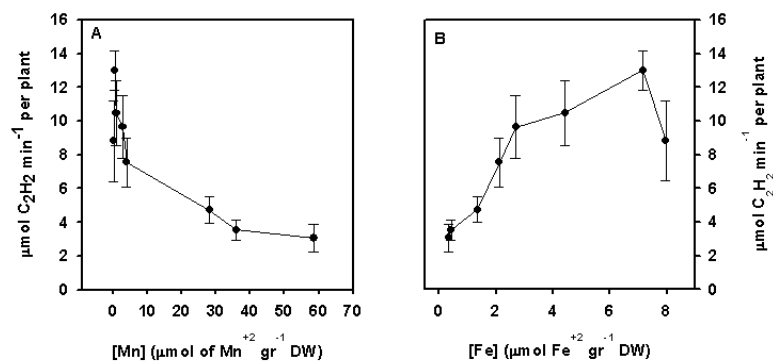 A
16
14
12
10
8
6
4
2
0
µmol C2H2 min-1 per plant
0 10 20 30 40 50 60 70
[Mn] (µmol of Mn+2 gr-1 DW)
B
16
14
12
10
8
6
4
2
0
µmol C2H2 min-1 per plant
0 2 4 6 8
[Fe] (µmol Fe+2 gr-1 DW)